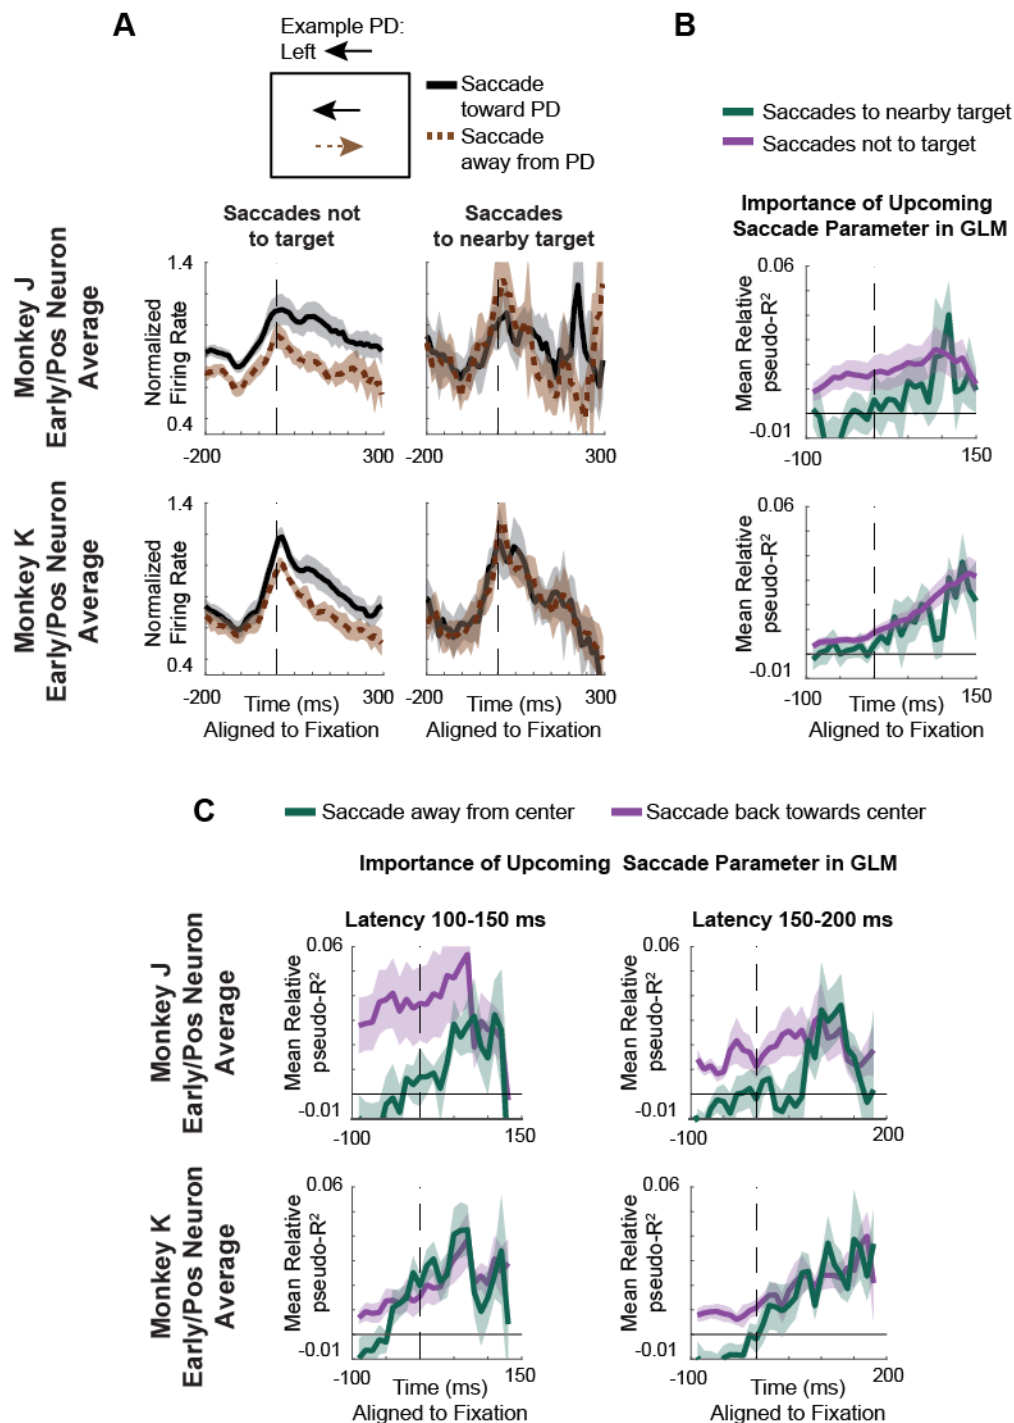 A
Example PD:
Left
Saccade
toward PD
Saccade
away from PD
B
Saccades to nearby target
Saccades not to target
Saccades not
to target
Saccades
to nearby target
Importance of Upcoming
Saccade Parameter in GLM
Monkey J
Early/Pos Neuron
Average
Normalized
Firing Rate
1.4
0.4
-200
300
-200
300
Mean Relative
pseudo-R²
0.06
-0.01
-100
150
Monkey K
Early/Pos Neuron
Average
Normalized
Firing Rate
1.4
0.4
-200
300
Time (ms)
Aligned to Fixation
-200
300
Time (ms)
Aligned to Fixation
Mean Relative
pseudo-R²
0.06
-0.01
-100
150
Time (ms)
Aligned to Fixation
C
Saccade away from center
Saccade back towards center
Importance of Upcoming Saccade Parameter in GLM
Latency 100-150 ms
Latency 150-200 ms
Monkey J
Early/Pos Neuron
Average
Mean Relative
pseudo-R²
0.06
-0.01
-100
150
Mean Relative
pseudo-R²
0.06
-0.01
-100
200
Monkey K
Early/Pos Neuron
Average
Mean Relative
pseudo-R²
0.06
-0.01
-100
150
Time (ms)
Aligned to Fixation
Mean Relative
pseudo-R²
0.06
-0.01
-100
200
Time (ms)
Aligned to Fixation